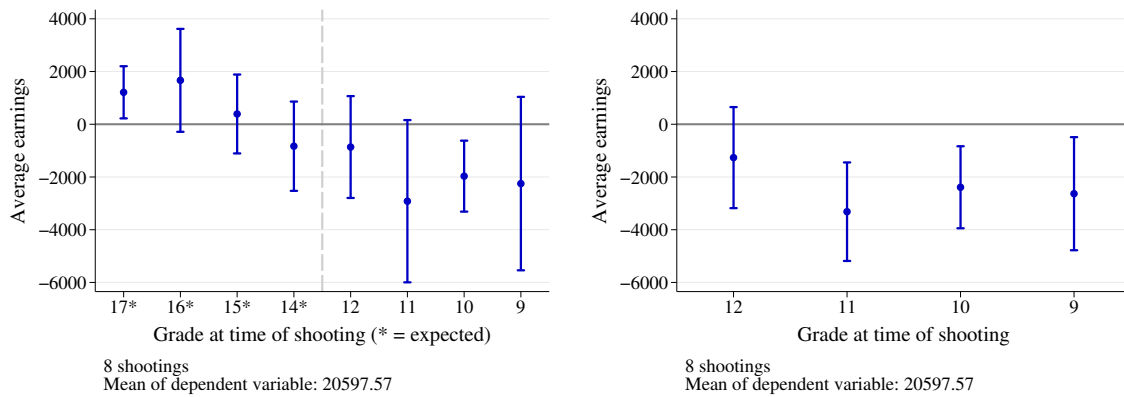 Average earnings
4000
2000
0
−2000
−4000
−6000
17* 16* 15* 14* 12 11 10 9
Grade at time of shooting (* = expected)
8 shootings
Mean of dependent variable: 20597.57
Average earnings
4000
2000
0
−2000
−4000
−6000
12 11 10 9
Grade at time of shooting
8 shootings
Mean of dependent variable: 20597.57